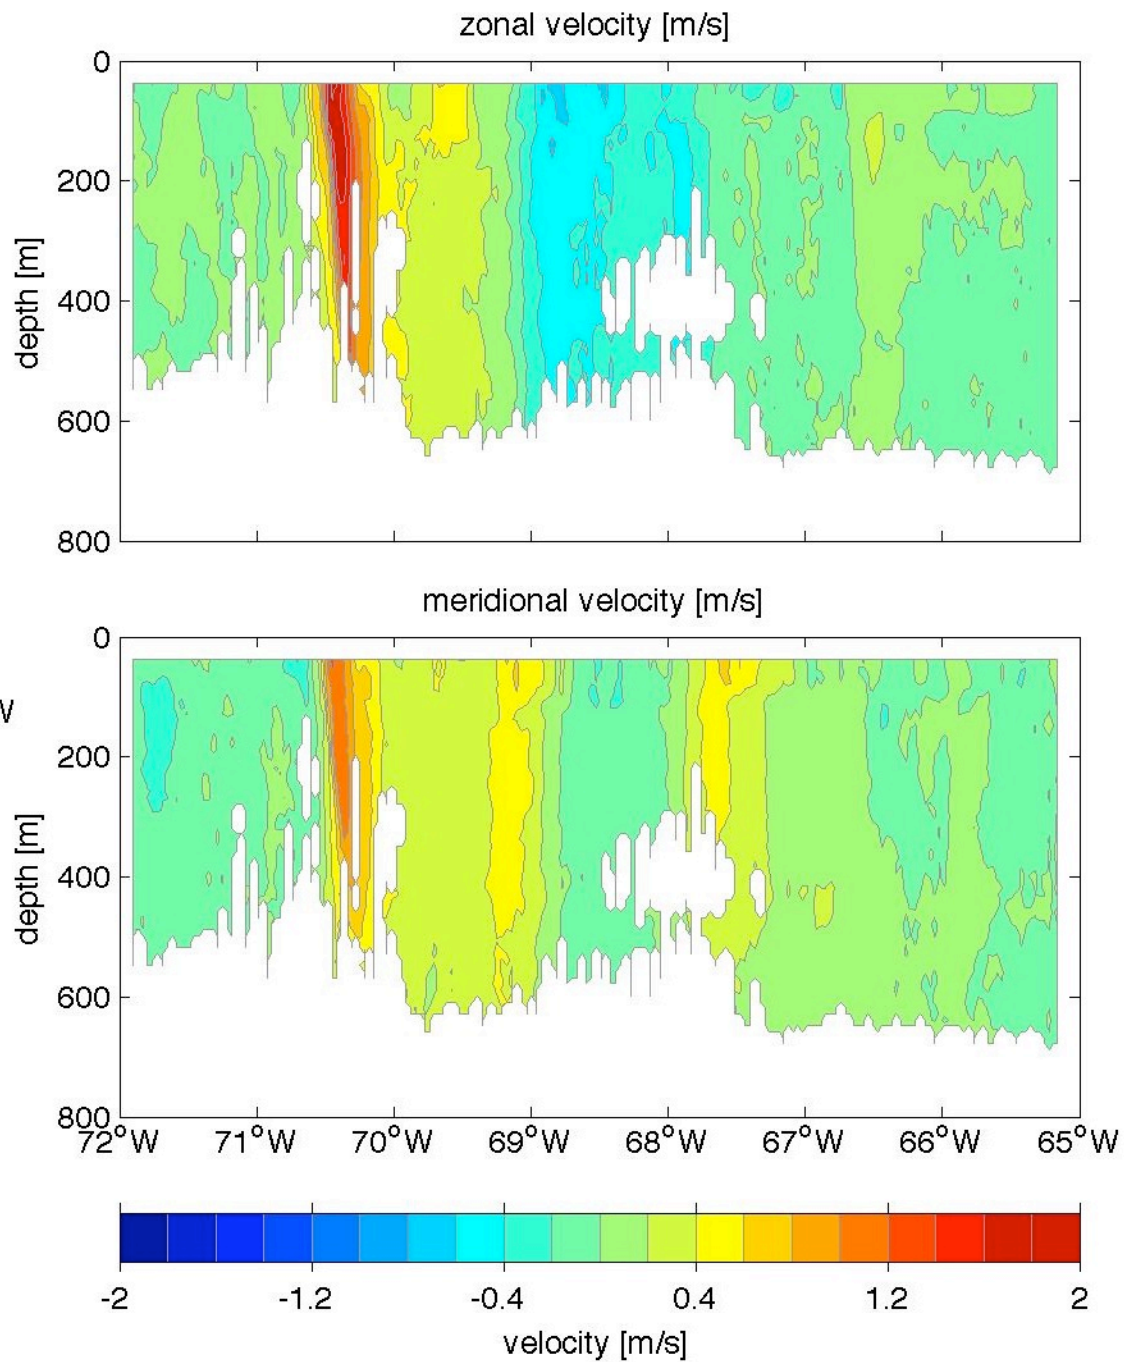 zonal velocity [m/s]
0
200
400
600
800
depth [m]
meridional velocity [m/s]
W
0
200
400
600
800
depth [m]
72°W 71°W 70°W 69°W 68°W 67°W 66°W 65°W
-2 -1.2 -0.4 0.4 1.2 2
velocity [m/s]